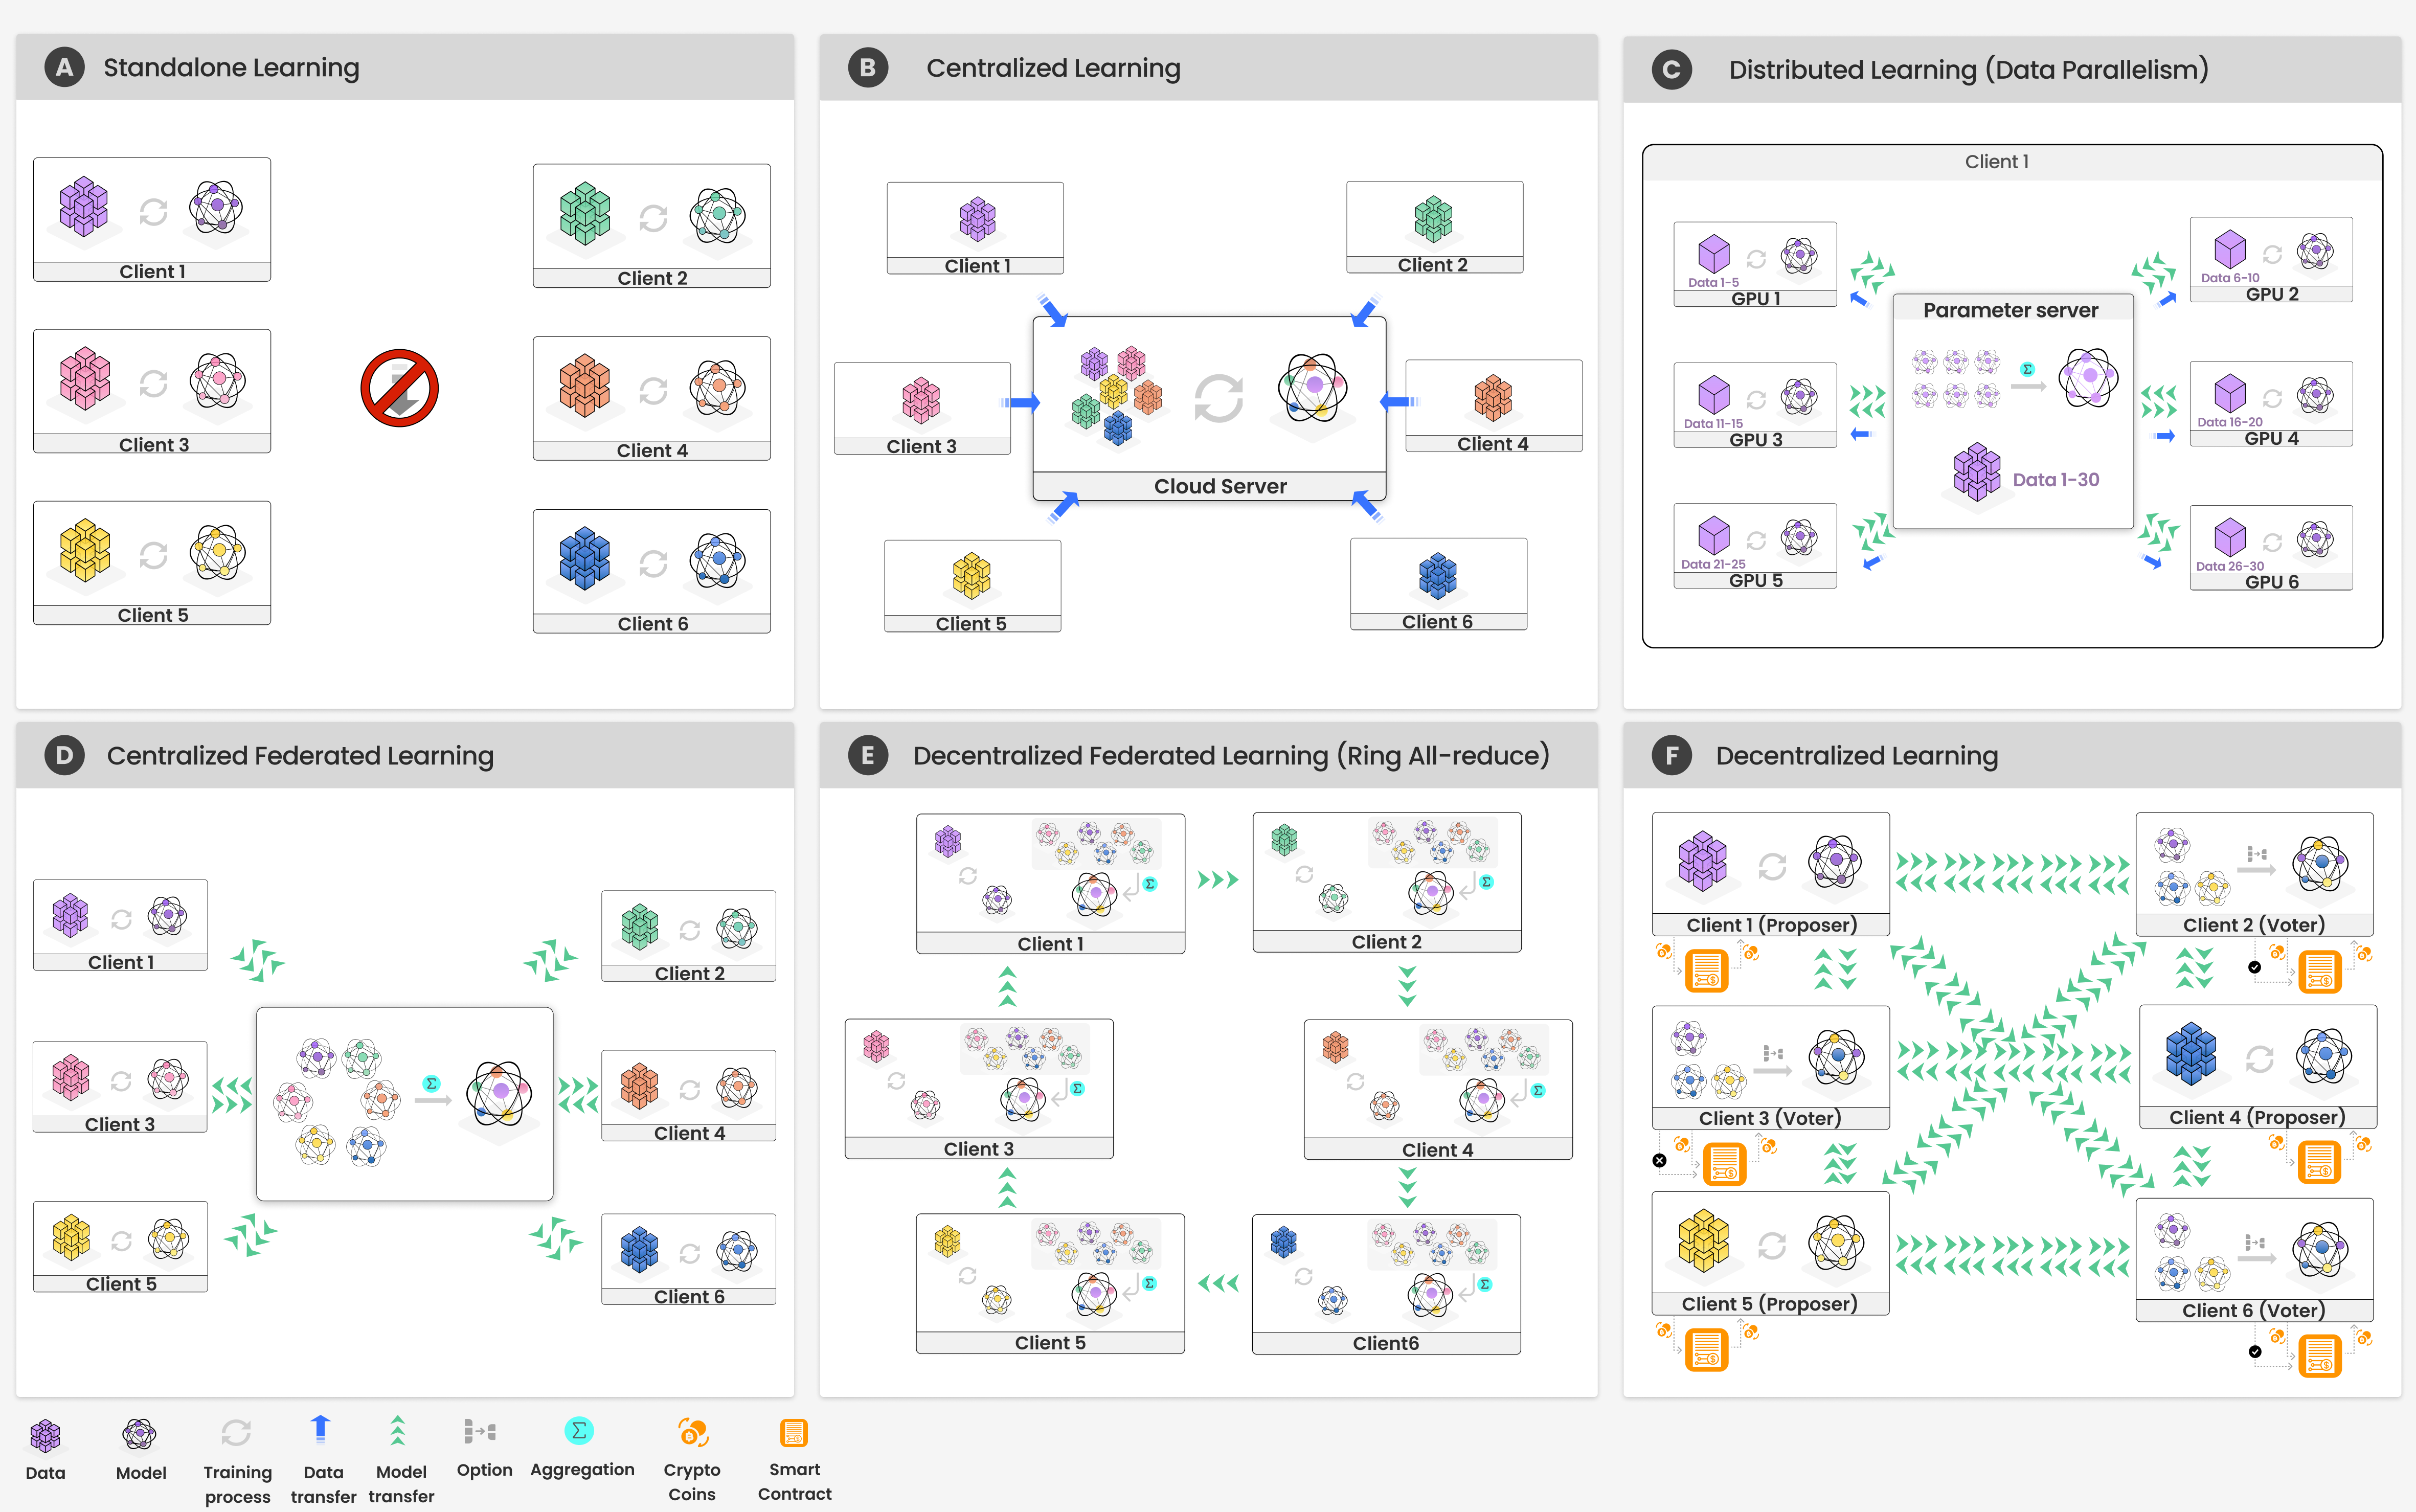 A Standalone Learning
Client 1
Client 2
Client 3
Client 4
Client 5
Client 6
B Centralized Learning
Client 1
Client 2
Client 3
Client 4
Cloud Server
Client 5
Client 6
C Distributed Learning (Data Parallelism)
Client 1
Data 1-5
GPU 1
Data 6-10
GPU 2
Parameter server
Σ
Data 11-15
GPU 3
Data 16-20
GPU 4
Data 1-30
Data 21-25
GPU 5
Data 26-30
GPU 6
D Centralized Federated Learning
Client 1
Client 2
Client 3
Σ
Client 4
Client 5
Client 6
E Decentralized Federated Learning (Ring All-reduce)
Σ
Client 1
Σ
Client 2
Σ
Client 3
Σ
Client 4
Σ
Client 5
Σ
Client6
F Decentralized Learning
Client 1 (Proposer)
Client 2 (Voter)
Client 3 (Voter)
Client 4 (Proposer)
Client 5 (Proposer)
Client 6 (Voter)
Data
Model
Training
process
Data
transfer
Model
transfer
Option
Σ
Aggregation
Crypto
Coins
Smart
Contract